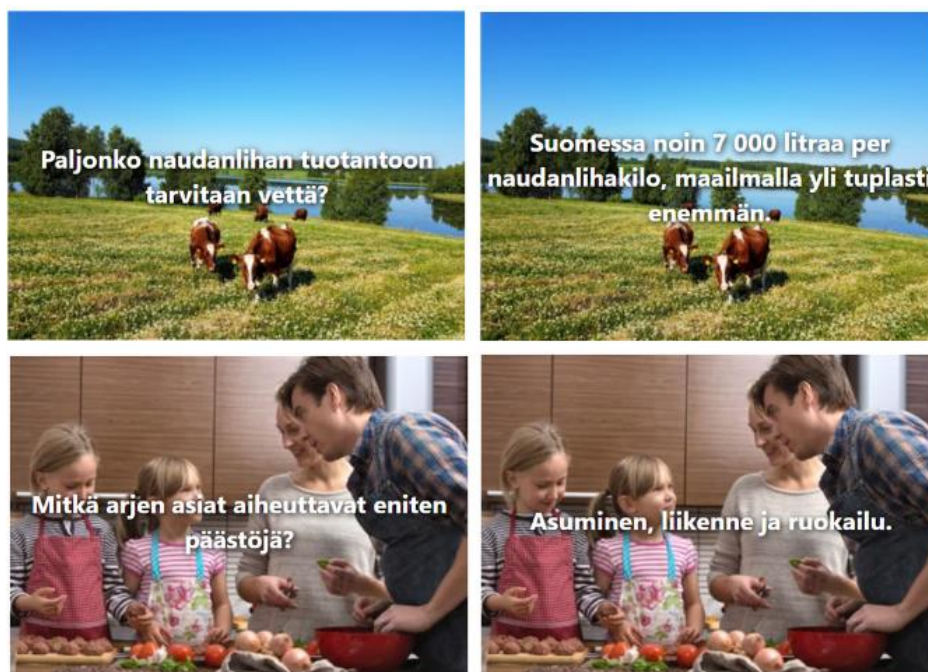 Paljonko naudanlihan tuotantoon
tarvitaan vettä?
Suomessa noin 7 000 litraa per
naudanlihakilo, maailmalla yli tuplasti
enemmän.
Mitkä arjen asiat aiheuttavat eniten
päästöjä?
Asuminen, liikenne ja ruokailu.